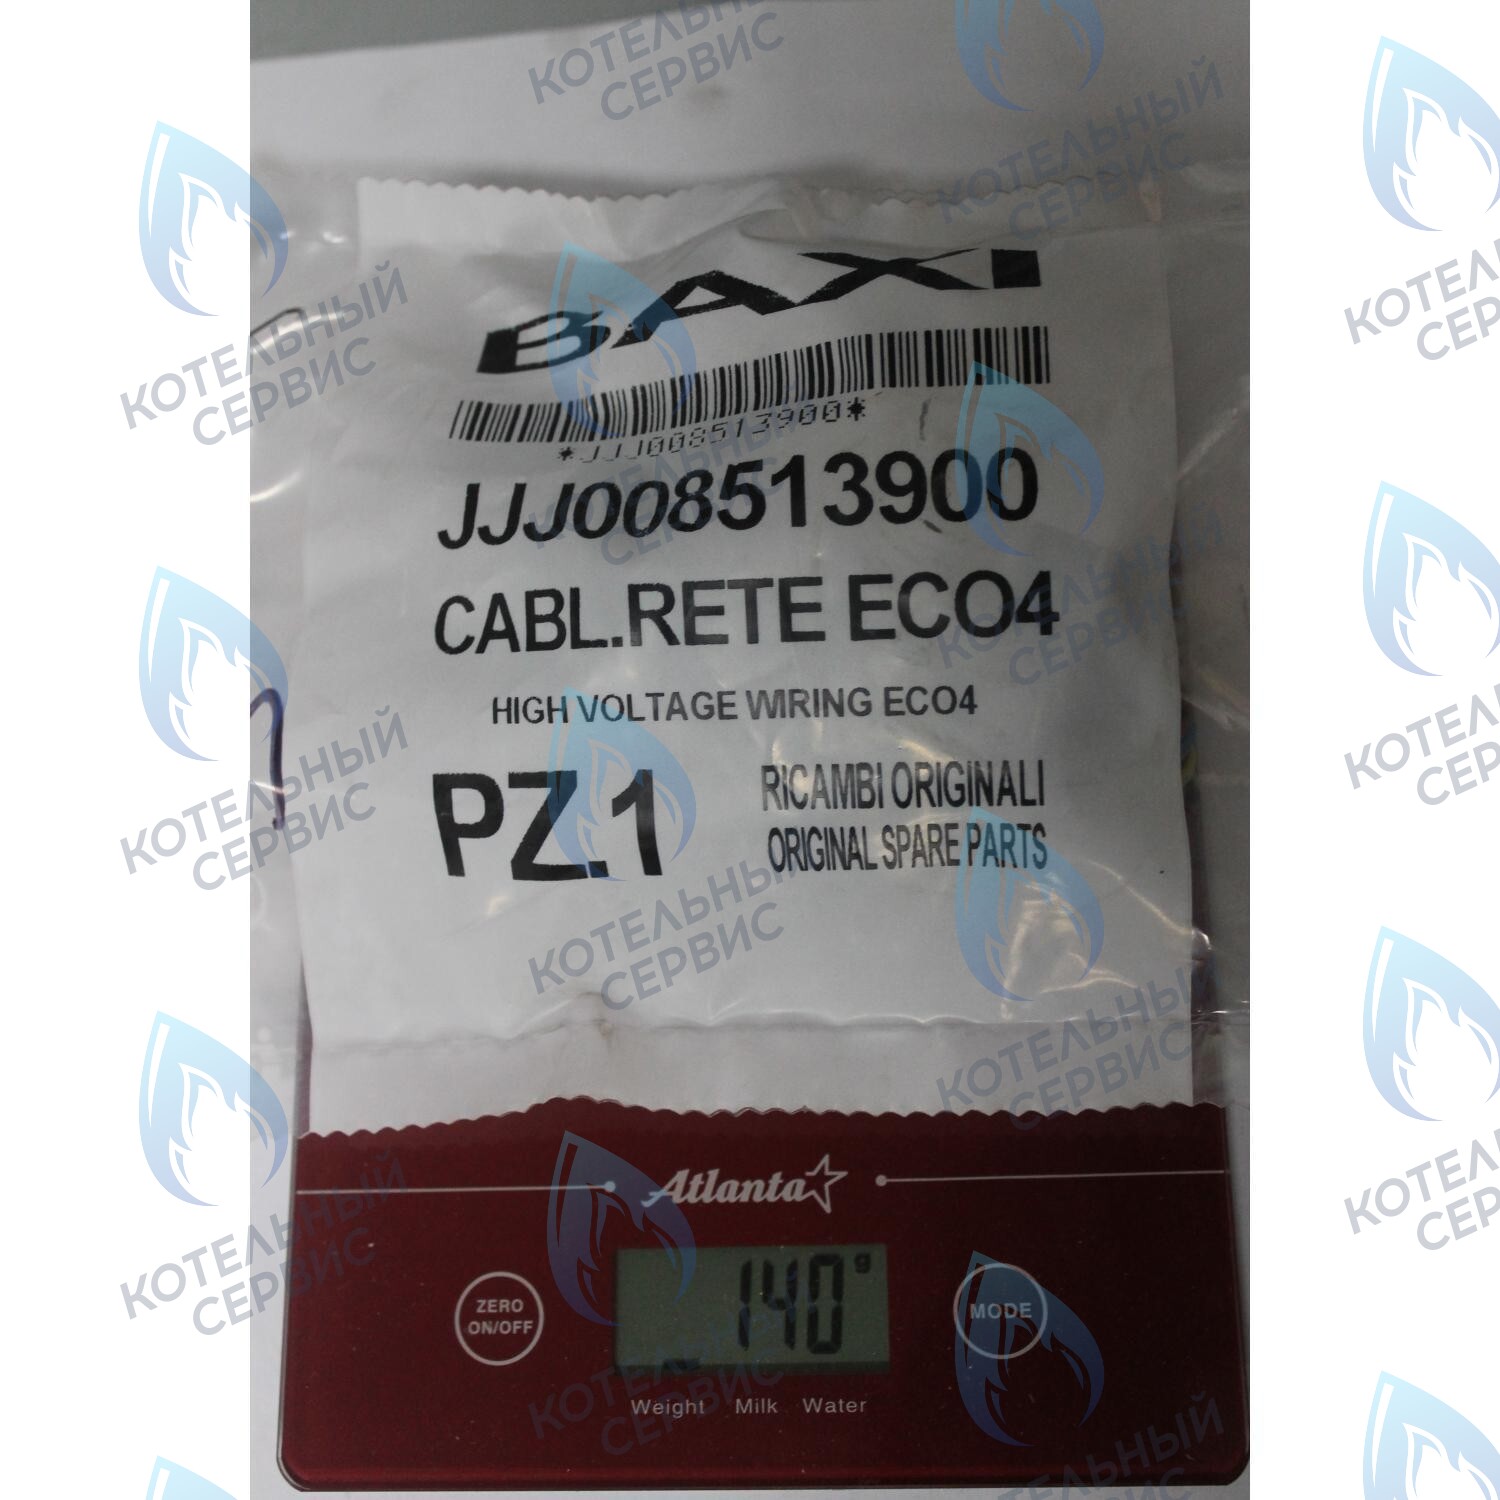 BAXI
*JJJ008513900*
JJJ008513900
CABL.RETE ECO4
HIGH VOLTAGE WIRING ECO4
PZ.1
RICAMBI ORIGINALI
ORIGINAL SPARE PARTS
Atlanta
ZERO
ON/OFF
140 g
MODE
Weight Milk Water
КОТЕЛЬНЫЙ
СЕРВИС